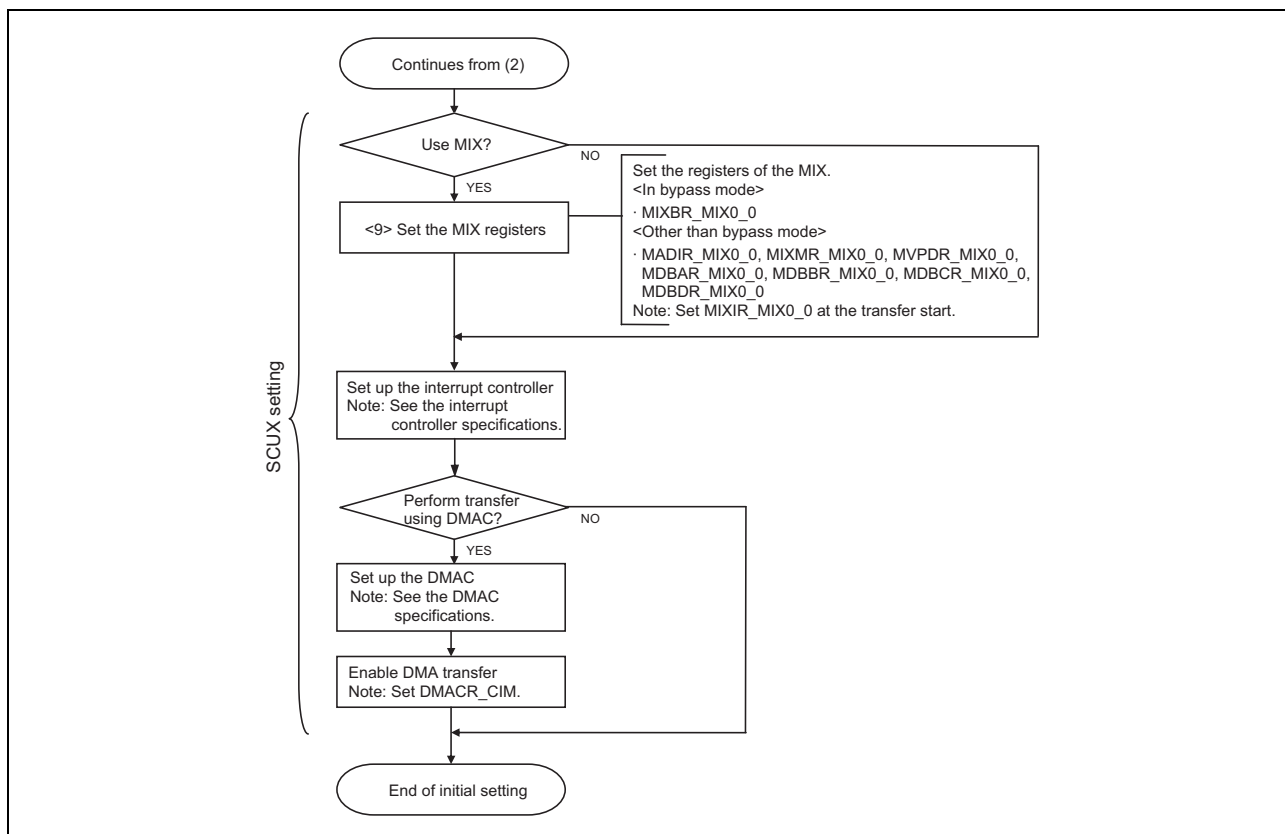 Continues from (2)
Use MIX?
NO
YES
<9> Set the MIX registers
Set the registers of the MIX.
<In bypass mode>
· MIXBR_MIX0_0
<Other than bypass mode>
· MADIR_MIX0_0, MIXMR_MIX0_0, MVPDR_MIX0_0,
MDBAR_MIX0_0, MDBBR_MIX0_0, MDBCR_MIX0_0,
MDBDR_MIX0_0
Note: Set MIXIR_MIX0_0 at the transfer start.
SCUX setting
Set up the interrupt controller
Note: See the interrupt
controller specifications.
Perform transfer
using DMAC?
NO
YES
Set up the DMAC
Note: See the DMAC
specifications.
Enable DMA transfer
Note: Set DMACR_CIM.
End of initial setting